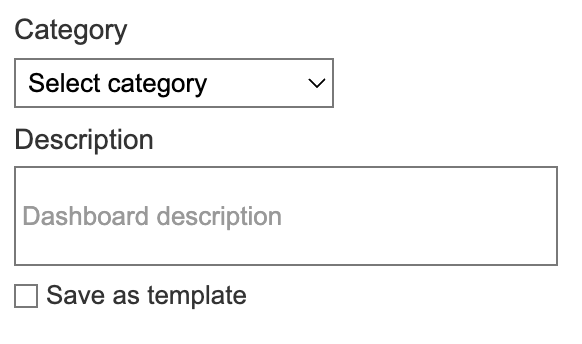 Category
Select category
Description
Dashboard description
Save as template